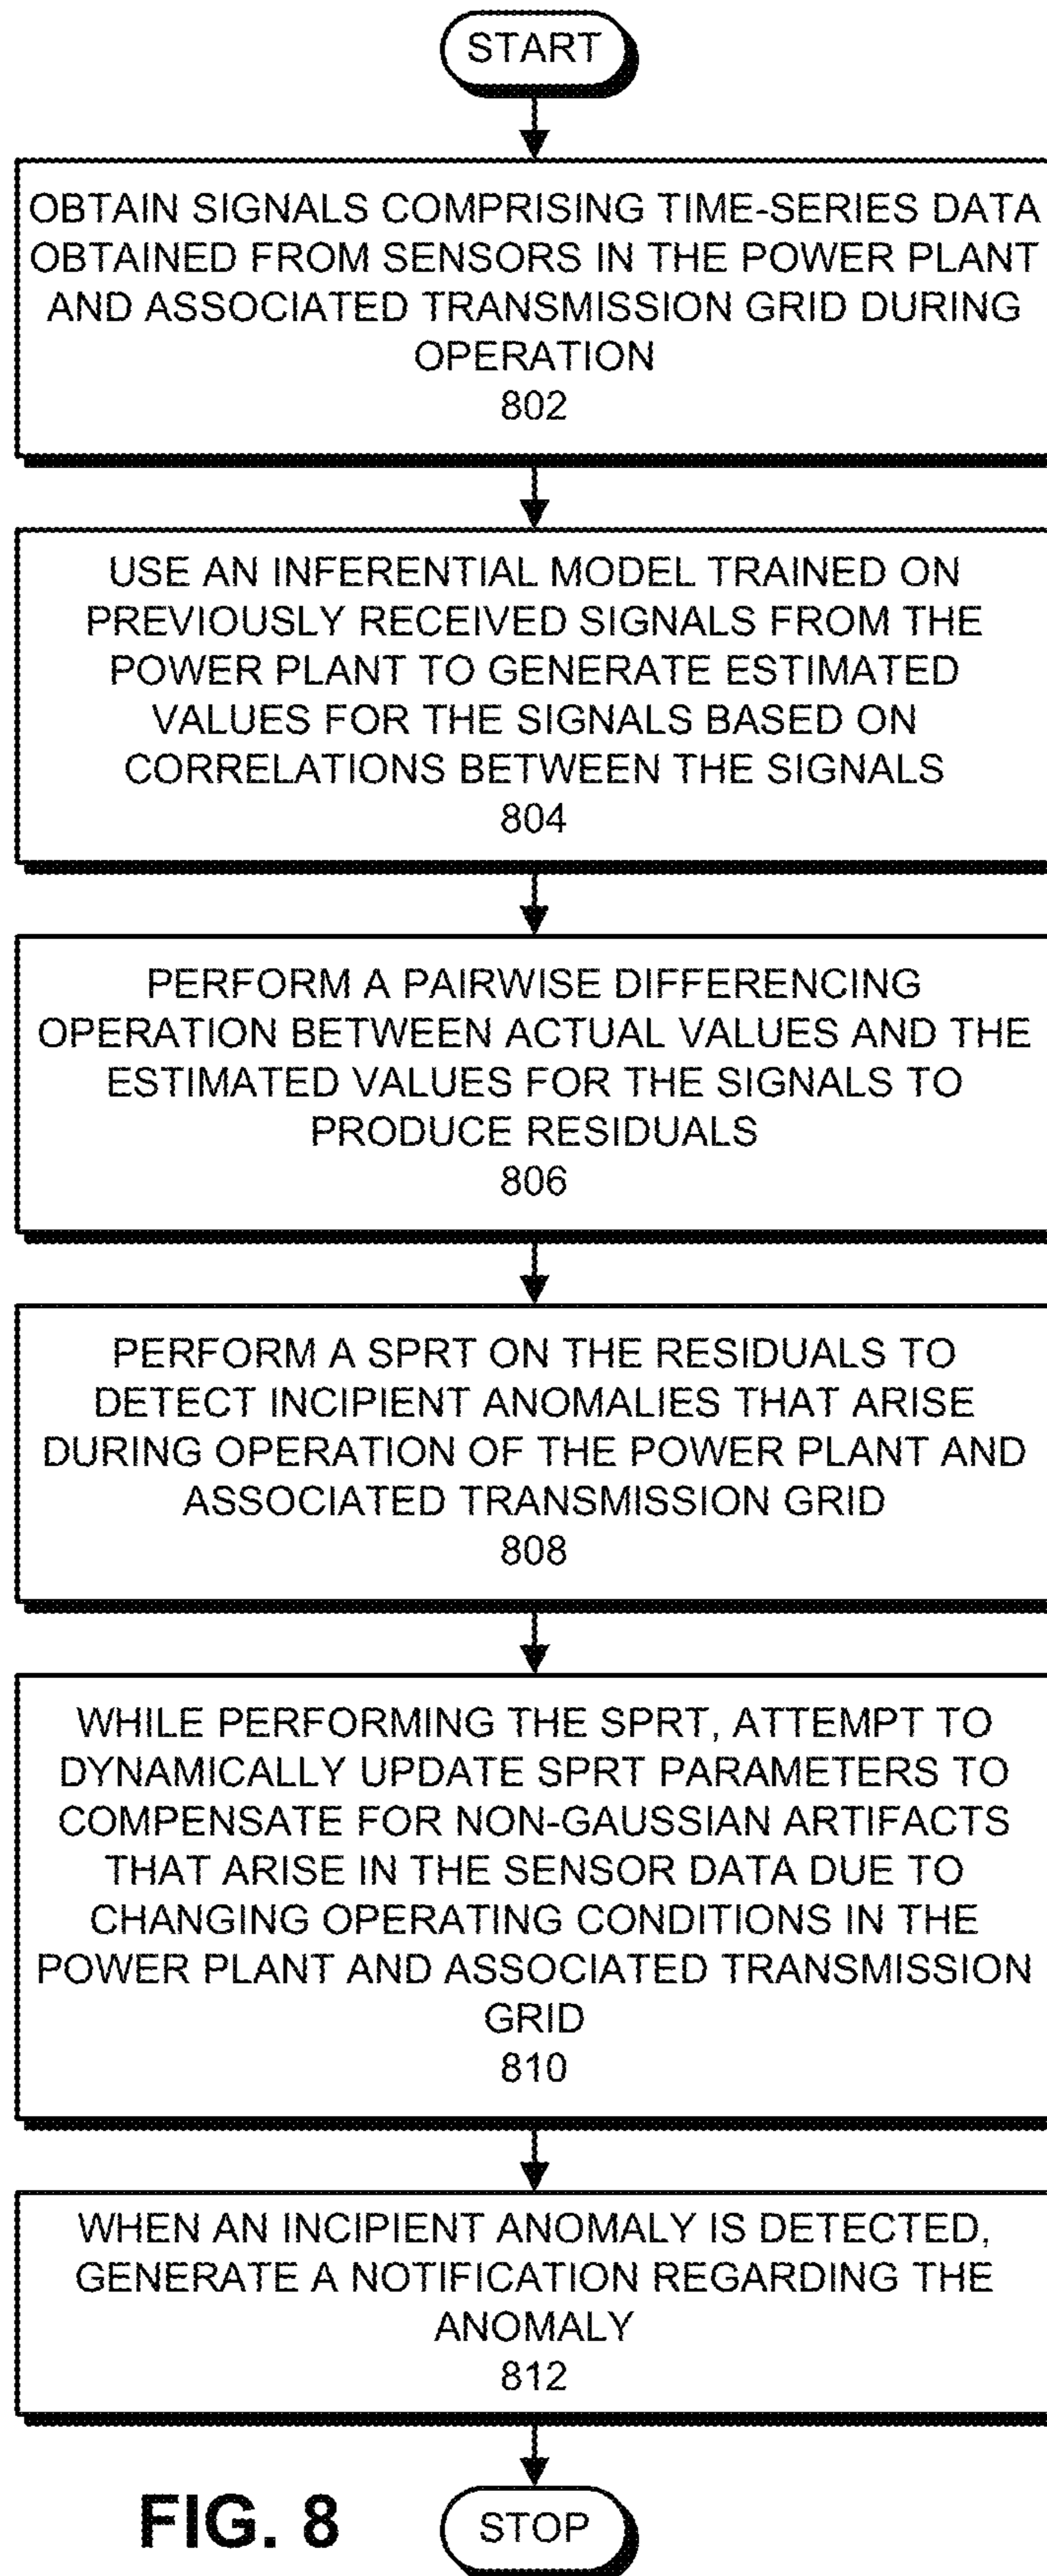 START
OBTAIN SIGNALS COMPRISING TIME-SERIES DATA
OBTAINED FROM SENSORS IN THE POWER PLANT
AND ASSOCIATED TRANSMISSION GRID DURING
OPERATION
802
USE AN INFERENTIAL MODEL TRAINED ON
PREVIOUSLY RECEIVED SIGNALS FROM THE
POWER PLANT TO GENERATE ESTIMATED
VALUES FOR THE SIGNALS BASED ON
CORRELATIONS BETWEEN THE SIGNALS
804
PERFORM A PAIRWISE DIFFERENCING
OPERATION BETWEEN ACTUAL VALUES AND THE
ESTIMATED VALUES FOR THE SIGNALS TO
PRODUCE RESIDUALS
806
PERFORM A SPRT ON THE RESIDUALS TO
DETECT INCIPIENT ANOMALIES THAT ARISE
DURING OPERATION OF THE POWER PLANT AND
ASSOCIATED TRANSMISSION GRID
808
WHILE PERFORMING THE SPRT, ATTEMPT TO
DYNAMICALLY UPDATE SPRT PARAMETERS TO
COMPENSATE FOR NON-GAUSSIAN ARTIFACTS
THAT ARISE IN THE SENSOR DATA DUE TO
CHANGING OPERATING CONDITIONS IN THE
POWER PLANT AND ASSOCIATED TRANSMISSION
GRID
810
WHEN AN INCIPIENT ANOMALY IS DETECTED,
GENERATE A NOTIFICATION REGARDING THE
ANOMALY
812
FIG. 8
STOP